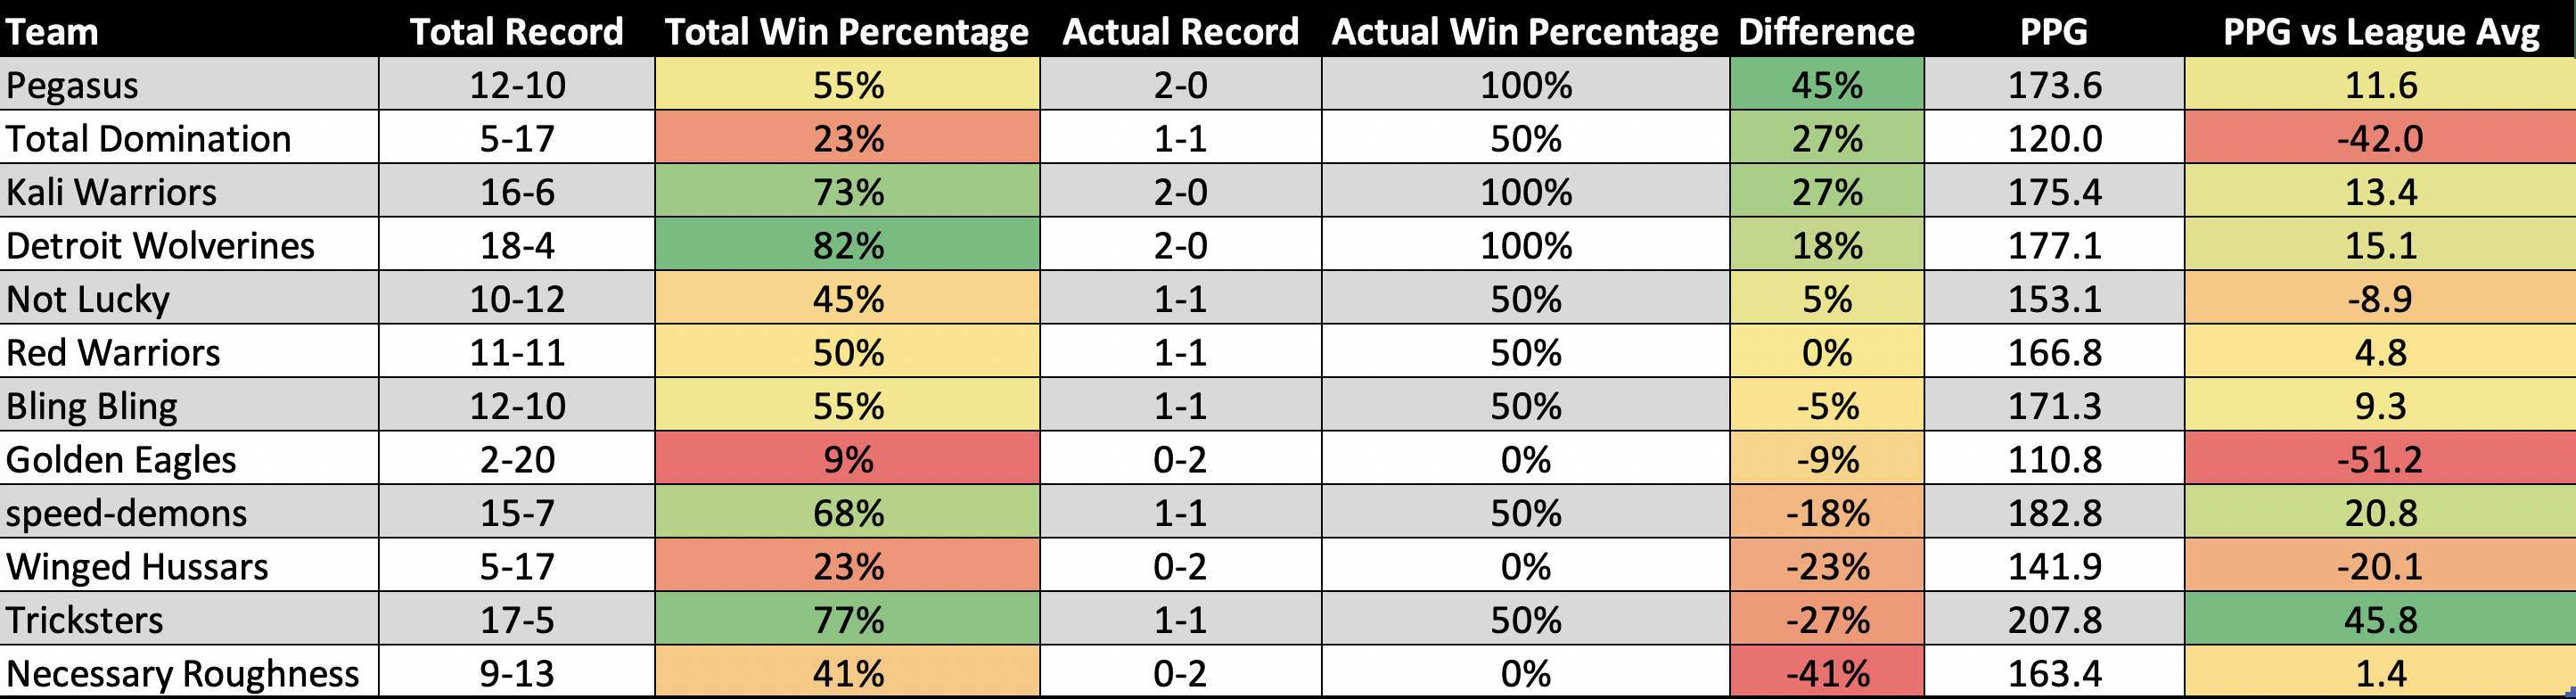 Team Total Record Total Win Percentage Actual Record Actual Win Percentage Difference PPG PPG vs League Avg
Pegasus 12-10 55% 2-0 100% 45% 173.6 11.6
Total Domination 5-17 23% 1-1 50% 27% 120.0 -42.0
Kali Warriors 16-6 73% 2-0 100% 27% 175.4 13.4
Detroit Wolverines 18-4 82% 2-0 100% 18% 177.1 15.1
Not Lucky 10-12 45% 1-1 50% 5% 153.1 -8.9
Red Warriors 11-11 50% 1-1 50% 0% 166.8 4.8
Bling Bling 12-10 55% 1-1 50% -5% 171.3 9.3
Golden Eagles 2-20 9% 0-2 0% -9% 110.8 -51.2
speed-demons 15-7 68% 1-1 50% -18% 182.8 20.8
Winged Hussars 5-17 23% 0-2 0% -23% 141.9 -20.1
Tricksters 17-5 77% 1-1 50% -27% 207.8 45.8
Necessary Roughness 9-13 41% 0-2 0% -41% 163.4 1.4